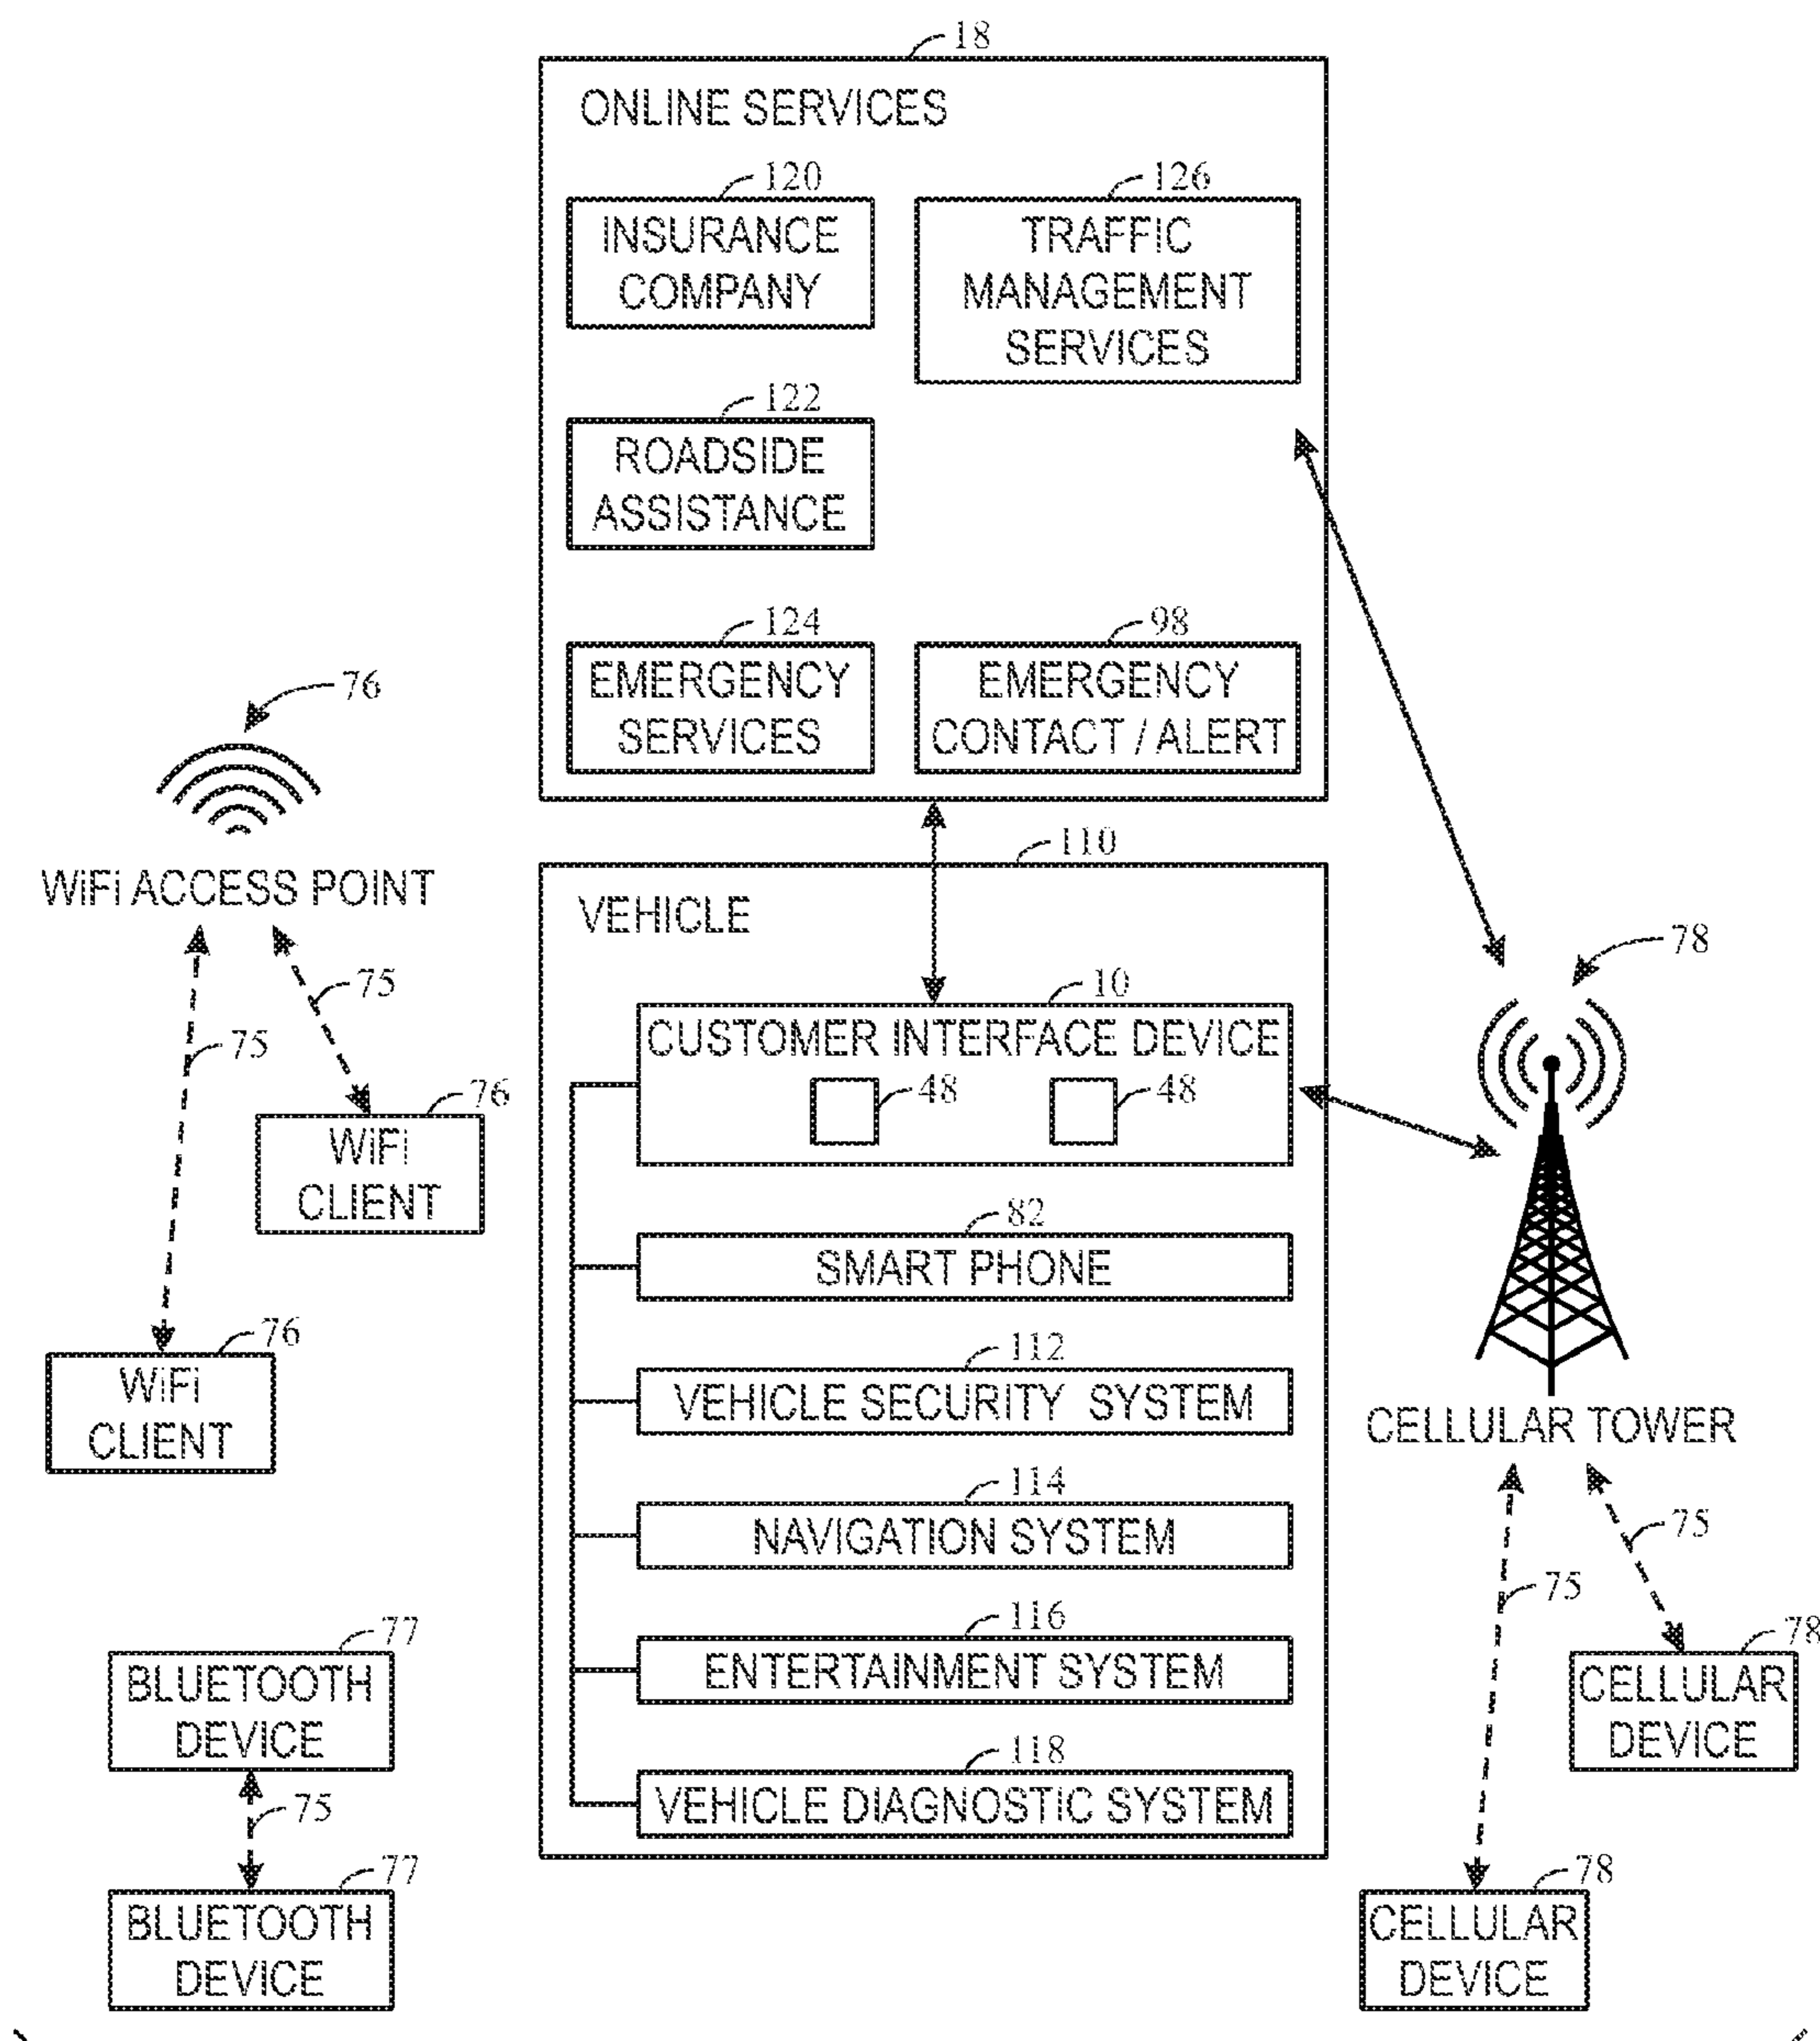 18
ONLINE SERVICES
120
INSURANCE
COMPANY
126
TRAFFIC
MANAGEMENT
SERVICES
122
ROADSIDE
ASSISTANCE
124
EMERGENCY
SERVICES
98
EMERGENCY
CONTACT / ALERT
76
WiFi ACCESS POINT
75
75
76
WiFi
CLIENT
76
WiFi
CLIENT
77
BLUETOOTH
DEVICE
75
77
BLUETOOTH
DEVICE
110
VEHICLE
10
CUSTOMER INTERFACE DEVICE
48
48
82
SMART PHONE
112
VEHICLE SECURITY SYSTEM
114
NAVIGATION SYSTEM
116
ENTERTAINMENT SYSTEM
118
VEHICLE DIAGNOSTIC SYSTEM
78
CELLULAR TOWER
75
75
78
CELLULAR
DEVICE
78
CELLULAR
DEVICE